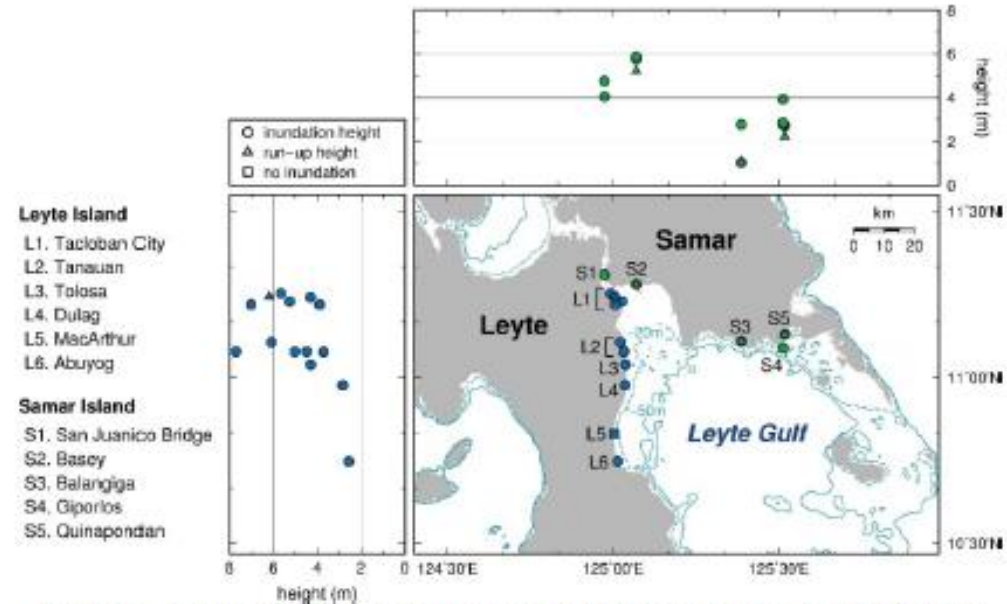 8
6
4
2
0
height (m)
inundation height
run-up height
no inundation
Leyte Island
L1. Tacloban City
L2. Tanauan
L3. Tolosa
L4. Dulag
L5. MacArthur
L6. Abuyog
Samar Island
S1. San Juanico Bridge
S2. Basey
S3. Balangiga
S4. Giporlos
S5. Quinapondan
8 6 4 2 0
height (m)
Samar
km
0 10 20
11°30'N
S1
S2
L1
Leyte
S3
S5
S4
L2
L3
L4
50m
11°00'N
L5
Leyte Gulf
L6
10°30'N
124°30'E 125°00'E 125°30'E